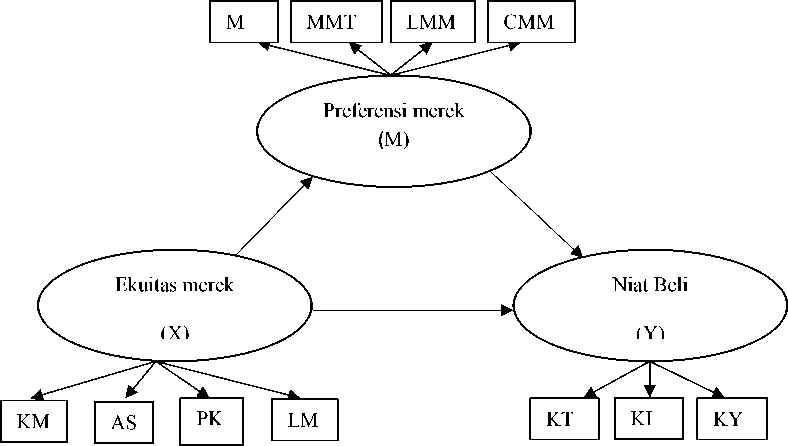 M MMT LMM CMM
Preferensi merek
(M)
Ekuitas merek
(X)
Niat Beli
(Y)
KM AS PK LM
KT KI KY